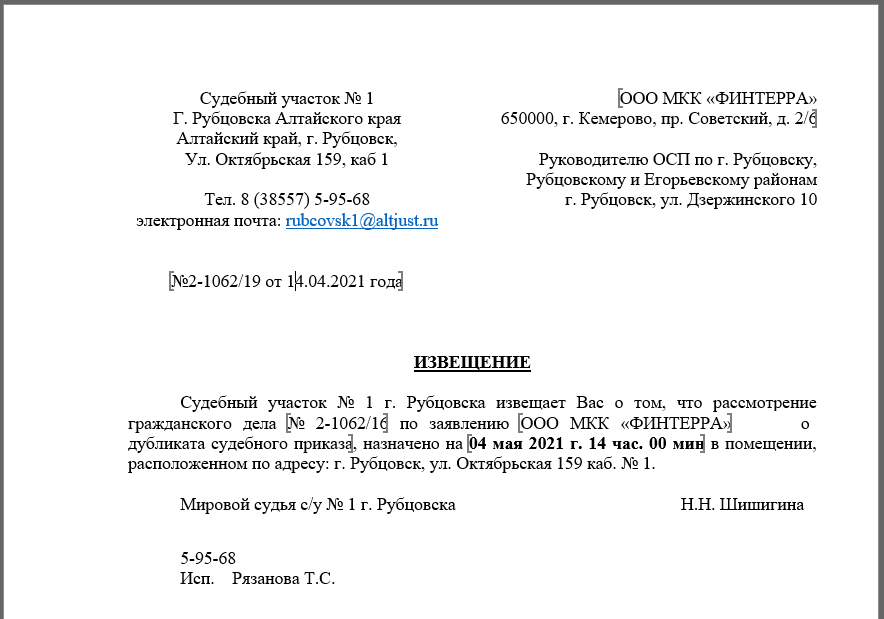 Судебный участок № 1
Г. Рубцовска Алтайского края
Алтайский край, г. Рубцовск,
Ул. Октябрьская 159, каб 1
Тел. 8 (38557) 5-95-68
электронная почта: rubcovsk1@altjust.ru
ООО МКК «ФИНТЕРРА»
650000, г. Кемерово, пр. Советский, д. 2/6
Руководителю ОСП по г. Рубцовску,
Рубцовскому и Егорьевскому районам
г. Рубцовск, ул. Дзержинского 10
№2-1062/19 от 14.04.2021 года
ИЗВЕЩЕНИЕ
Судебный участок № 1 г. Рубцовска извещает Вас о том, что рассмотрение
гражданского дела № 2-1062/16 по заявлению ООО МКК «ФИНТЕРРА» о
дубликата судебного приказа, назначено на 04 мая 2021 г. 14 час. 00 мин в помещении,
расположенном по адресу: г. Рубцовск, ул. Октябрьская 159 каб. № 1.
Мировой судья с/у № 1 г. Рубцовска Н.Н. Шишигина
5-95-68
Исп. Рязанова Т.С.